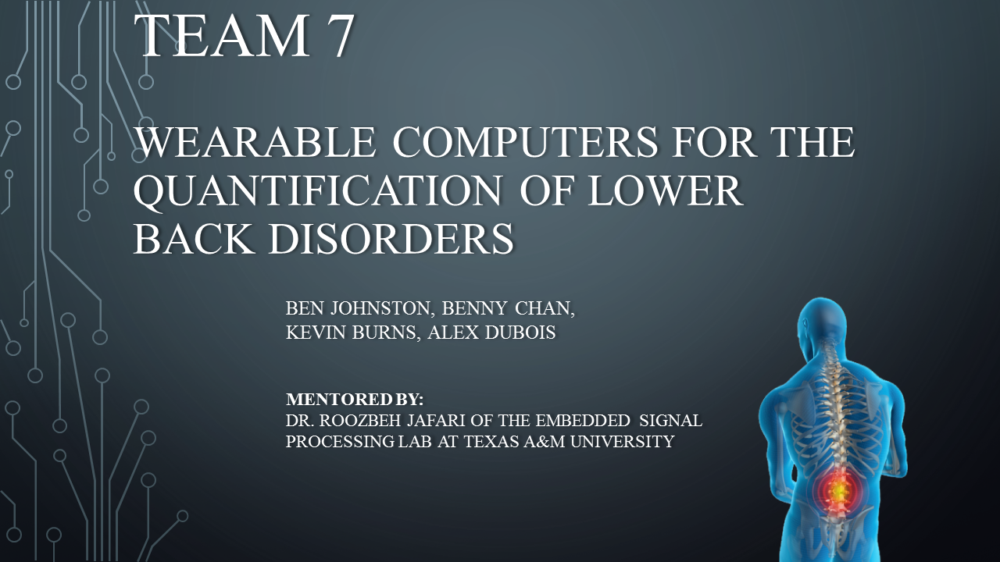 TEAM 7
WEARABLE COMPUTERS FOR THE
QUANTIFICATION OF LOWER
BACK DISORDERS
BEN JOHNSTON, BENNY CHAN,
KEVIN BURNS, ALEX DUBOIS
MENTORED BY:
DR. ROOZBEH JAFARI OF THE EMBEDDED SIGNAL
PROCESSING LAB AT TEXAS A&M UNIVERSITY